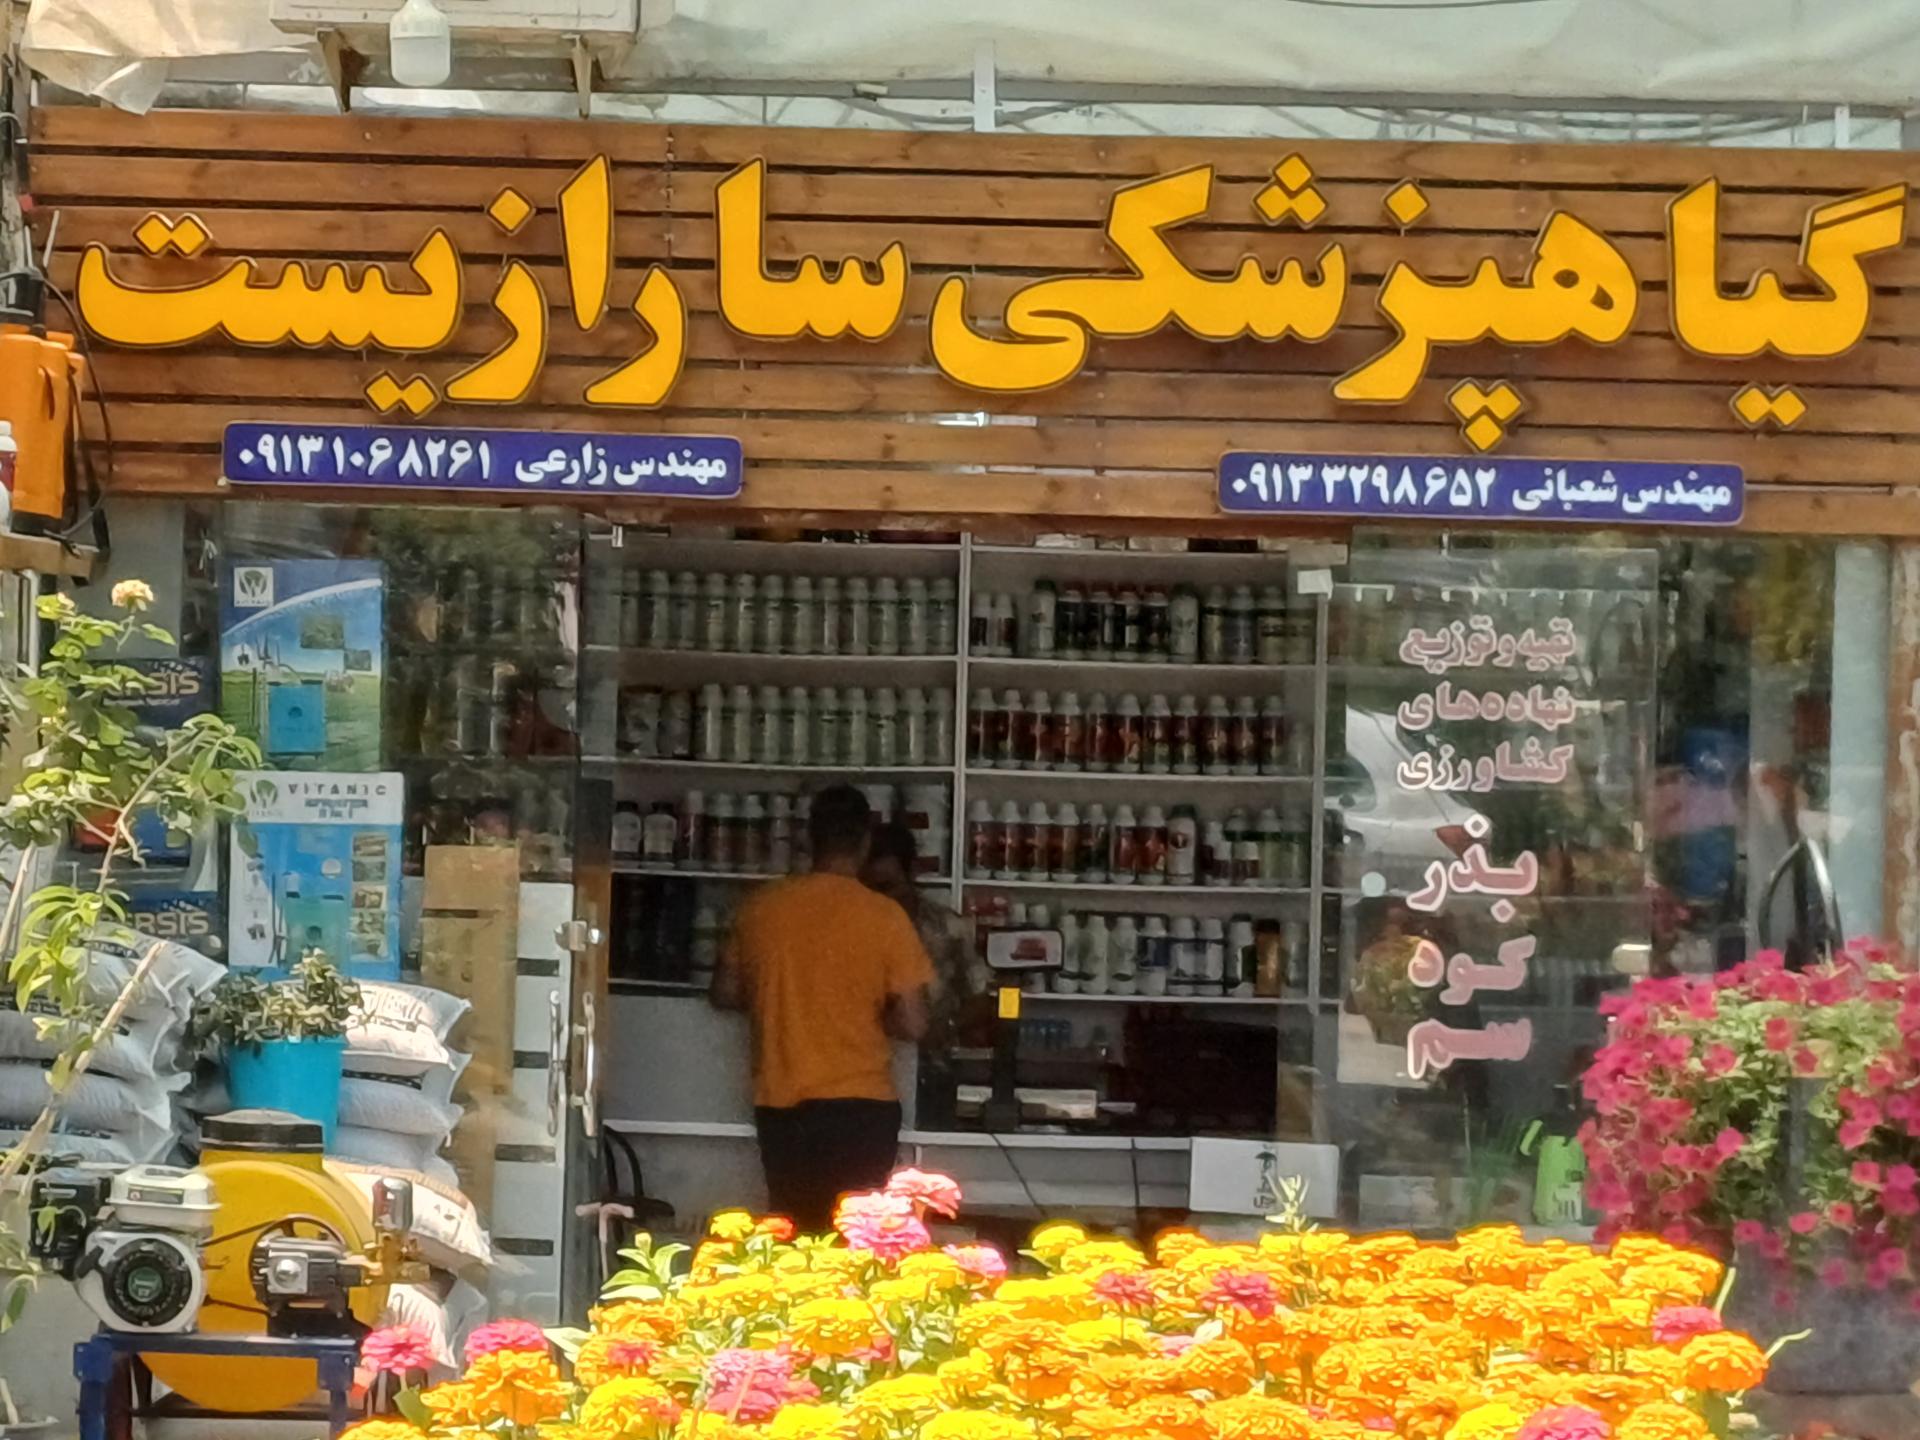 گیاهپزشکی سارازیست
مهندس شعبانی ۰۹۱۳۳۲۹۸۶۵۲
مهندس زارعی ۰۹۱۳۱۰۶۸۲۶۱
تهیه و توزیع
نهاده های
کشاورزی
بذر
کود
سم
VITANIC